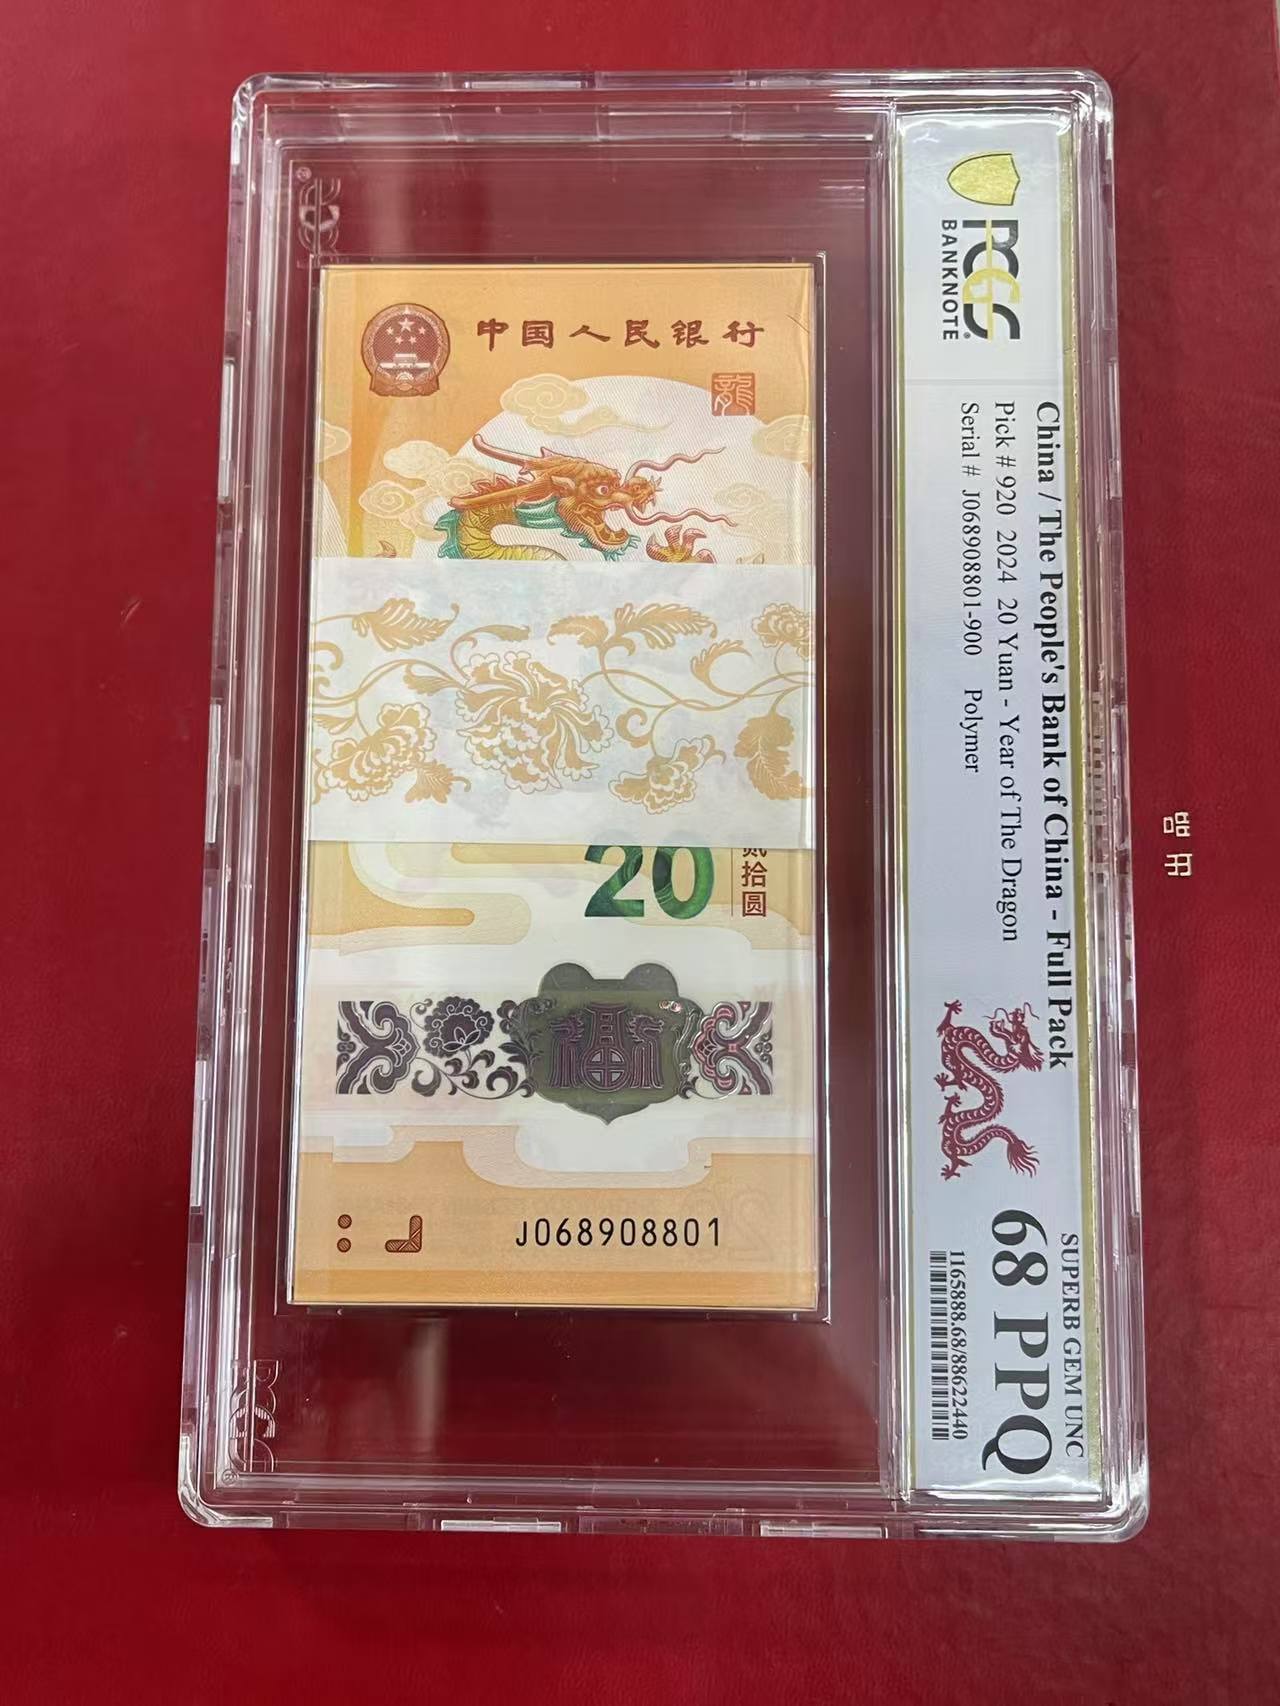 中国人民银行
龍
20
贰拾圆
J068908801
PCGS
BANKNOTE
China / The People's Bank of China - Full Pack
Pick # 920 2024 20 Yuan - Year of The Dragon
Serial # J068908801-900 Polymer
SUPERB GEM UNC
68 PPQ
1165888.68/88622440